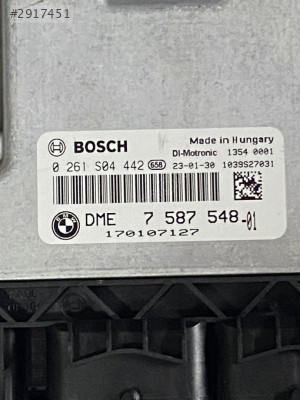 #2917451
BOSCH
Made in Hungary
DI-Motronic 1354 0001
0 261 S04 442 658 23-01-30 1039S27031
BMW
DME 7 587 548-01
170107127